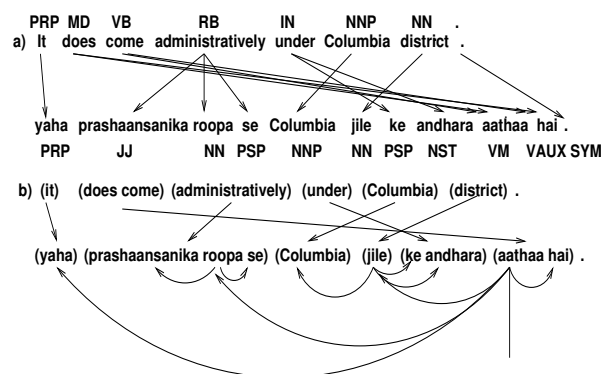 PRP MD VB RB IN NNP NN .
a) It does come administratively under Columbia district .
yaha prashaansanika roopa se Columbia jile ke andhara aathaa hai .
PRP JJ NN PSP NNP NN PSP NST VM VAUX SYM
b) (it) (does come) (administratively) (under) (Columbia) (district) .
(yaha) (prashaansanika roopa se) (Columbia) (jile) (ke andhara) (aathaa hai) .